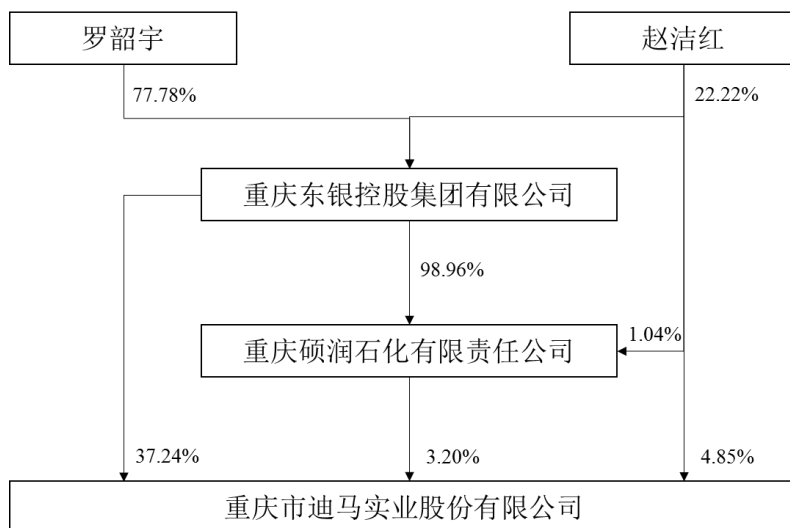 罗韶宇
赵洁红
77.78%
22.22%
重庆东银控股集团有限公司
98.96%
1.04%
重庆硕润石化有限责任公司
37.24%
3.20%
4.85%
重庆市迪马实业股份有限公司